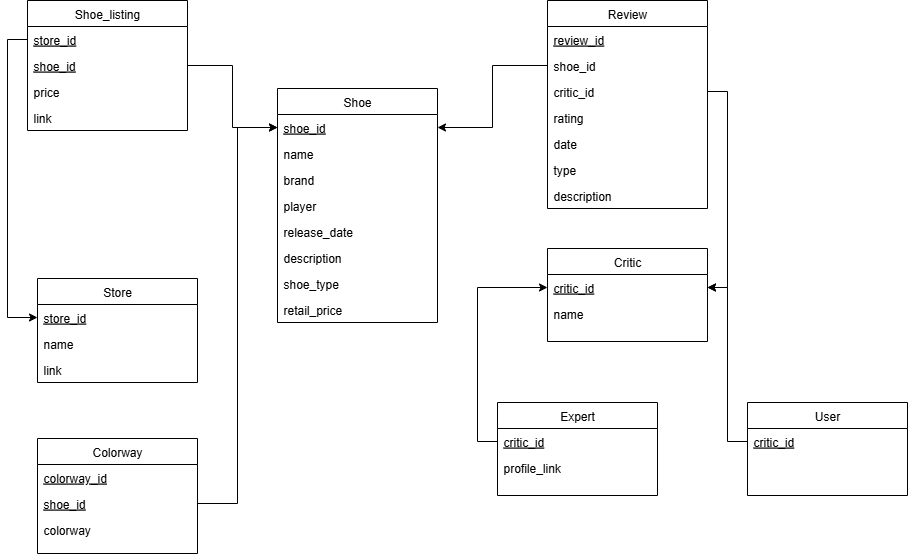 Shoe_listing
store_id
shoe_id
price
link
Review
review_id
shoe_id
critic_id
rating
date
type
description
Shoe
shoe_id
name
brand
player
release_date
description
shoe_type
retail_price
Store
store_id
name
link
Critic
critic_id
name
Colorway
colorway_id
shoe_id
colorway
Expert
critic_id
profile_link
User
critic_id